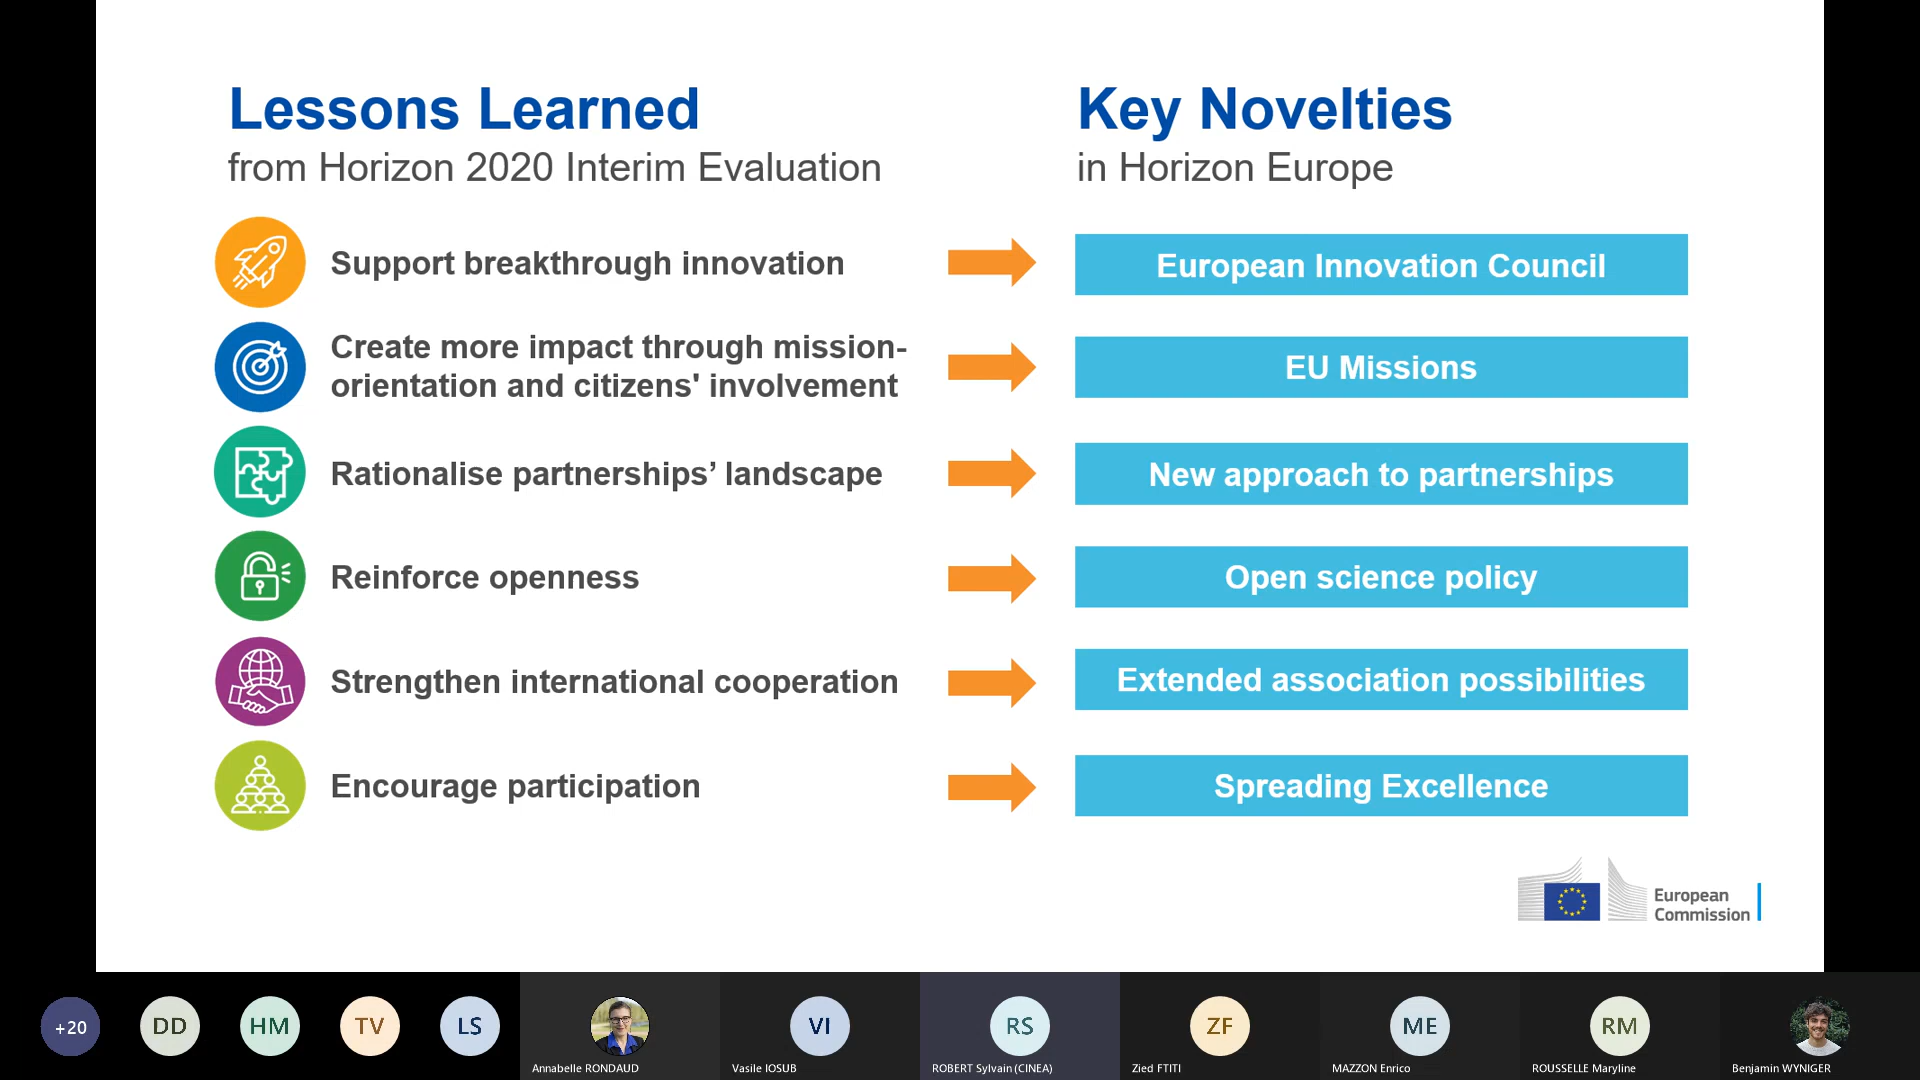 Lessons Learned
from Horizon 2020 Interim Evaluation
Key Novelties
in Horizon Europe
Support breakthrough innovation
European Innovation Council
Create more impact through mission-
orientation and citizens' involvement
EU Missions
Rationalise partnerships’ landscape
New approach to partnerships
Reinforce openness
Open science policy
Strengthen international cooperation
Extended association possibilities
Encourage participation
Spreading Excellence
European
Commission
+20
DD
HM
TV
LS
Annabelle RONDAUD
VI
Vasile IOSUB
RS
ROBERT Sylvain (CINEA)
ZF
Zied FTITI
ME
MAZZON Enrico
RM
ROUSSELLE Maryline
Benjamin WYNIGER